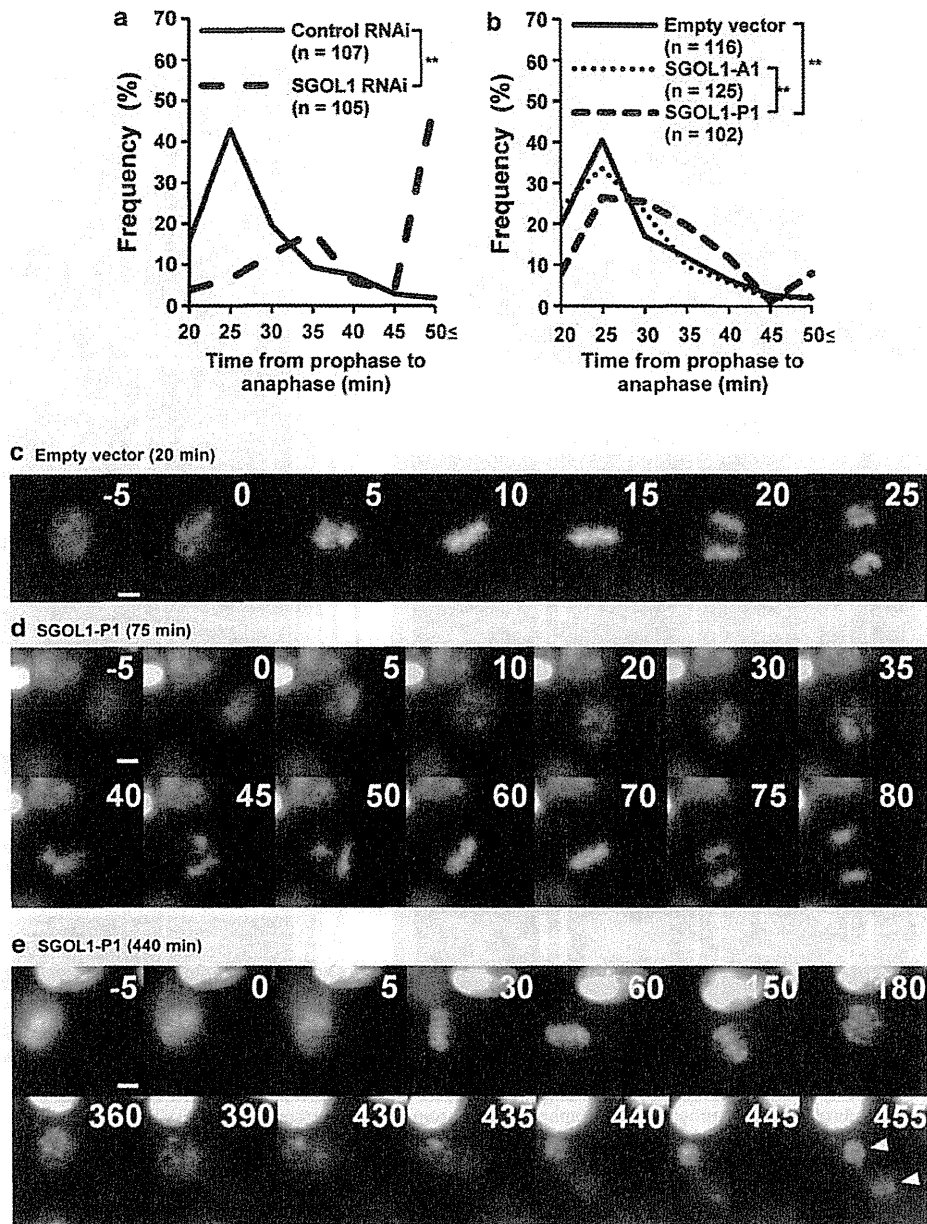 a
70
60
50
40
30
20
10
0
Frequency (%)
Control RNAi
(n = 107)
**
SGOL1 RNAi
(n = 105)
20 25 30 35 40 45 50≤
Time from prophase to
anaphase (min)
b
70
60
50
40
30
20
10
0
Frequency (%)
Empty vector
(n = 116)
**
SGOL1-A1
(n = 125)
**
SGOL1-P1
(n = 102)
20 25 30 35 40 45 50≤
Time from prophase to
anaphase (min)
c Empty vector (20 min)
-5 0 5 10 15 20 25
d SGOL1-P1 (75 min)
-5 0 5 10 20 30 35
40 45 50 60 70 75 80
e SGOL1-P1 (440 min)
-5 0 5 30 60 150 180
360 390 430 435 440 445 455